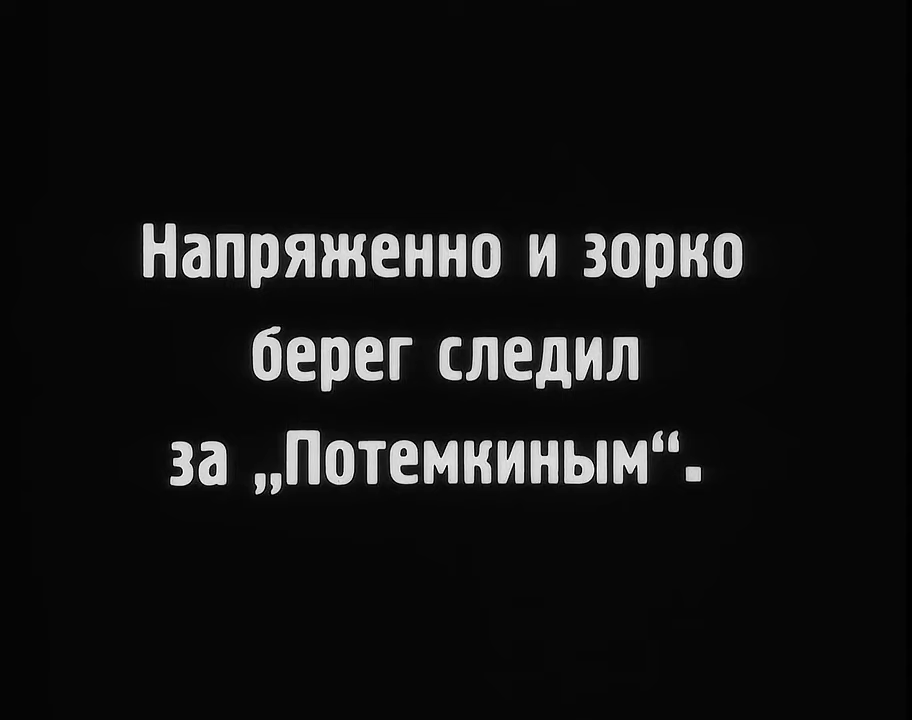 Напряженно и зорко
берег следил
за „Потемкиным“.